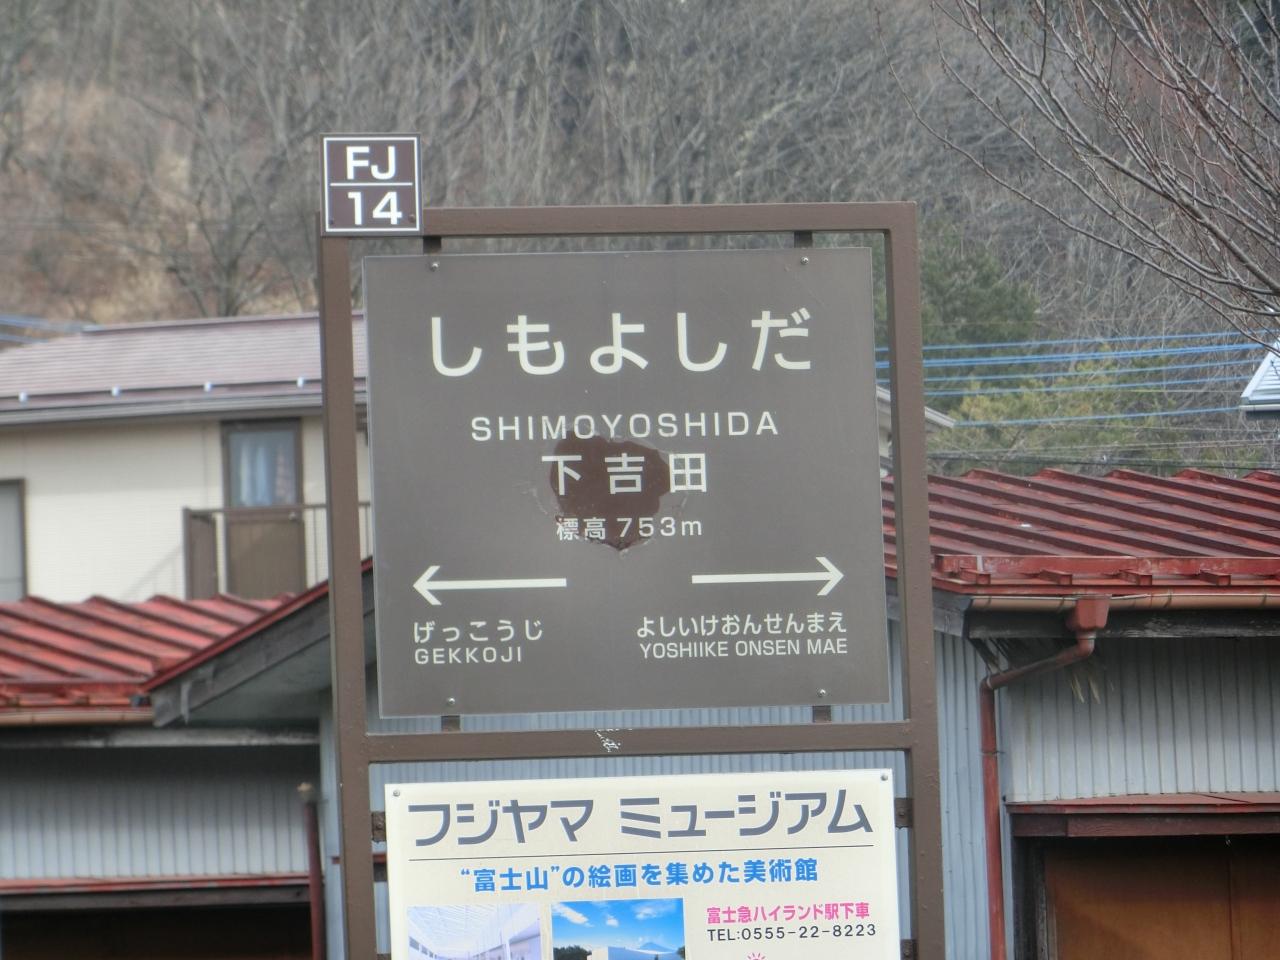 FJ
14
しもよしだ
SHIMOYOSHIDA
下吉田
標高 753m
げっこうじ
GEKKOJI
よしいけおんせんまえ
YOSHIIKE ONSEN MAE
フジヤマ ミュージアム
“富士山”の絵画を集めた美術館
富士急ハイランド駅下車
TEL:0555-22-8223